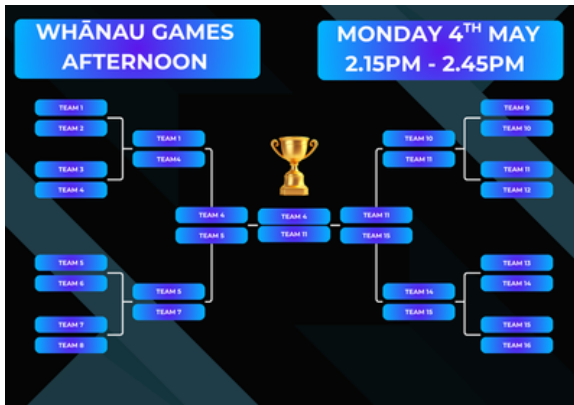 WHĀNAU GAMES
AFTERNOON
MONDAY 4TH MAY
2.15PM - 2.45PM
TEAM 1
TEAM 2
TEAM 3
TEAM 4
TEAM 5
TEAM 6
TEAM 7
TEAM 8
TEAM 1
TEAM4
TEAM 5
TEAM 7
TEAM 4
TEAM 5
TEAM 4
TEAM 11
TEAM 11
TEAM 15
TEAM 10
TEAM 11
TEAM 14
TEAM 15
TEAM 9
TEAM 10
TEAM 11
TEAM 12
TEAM 13
TEAM 14
TEAM 15
TEAM 16